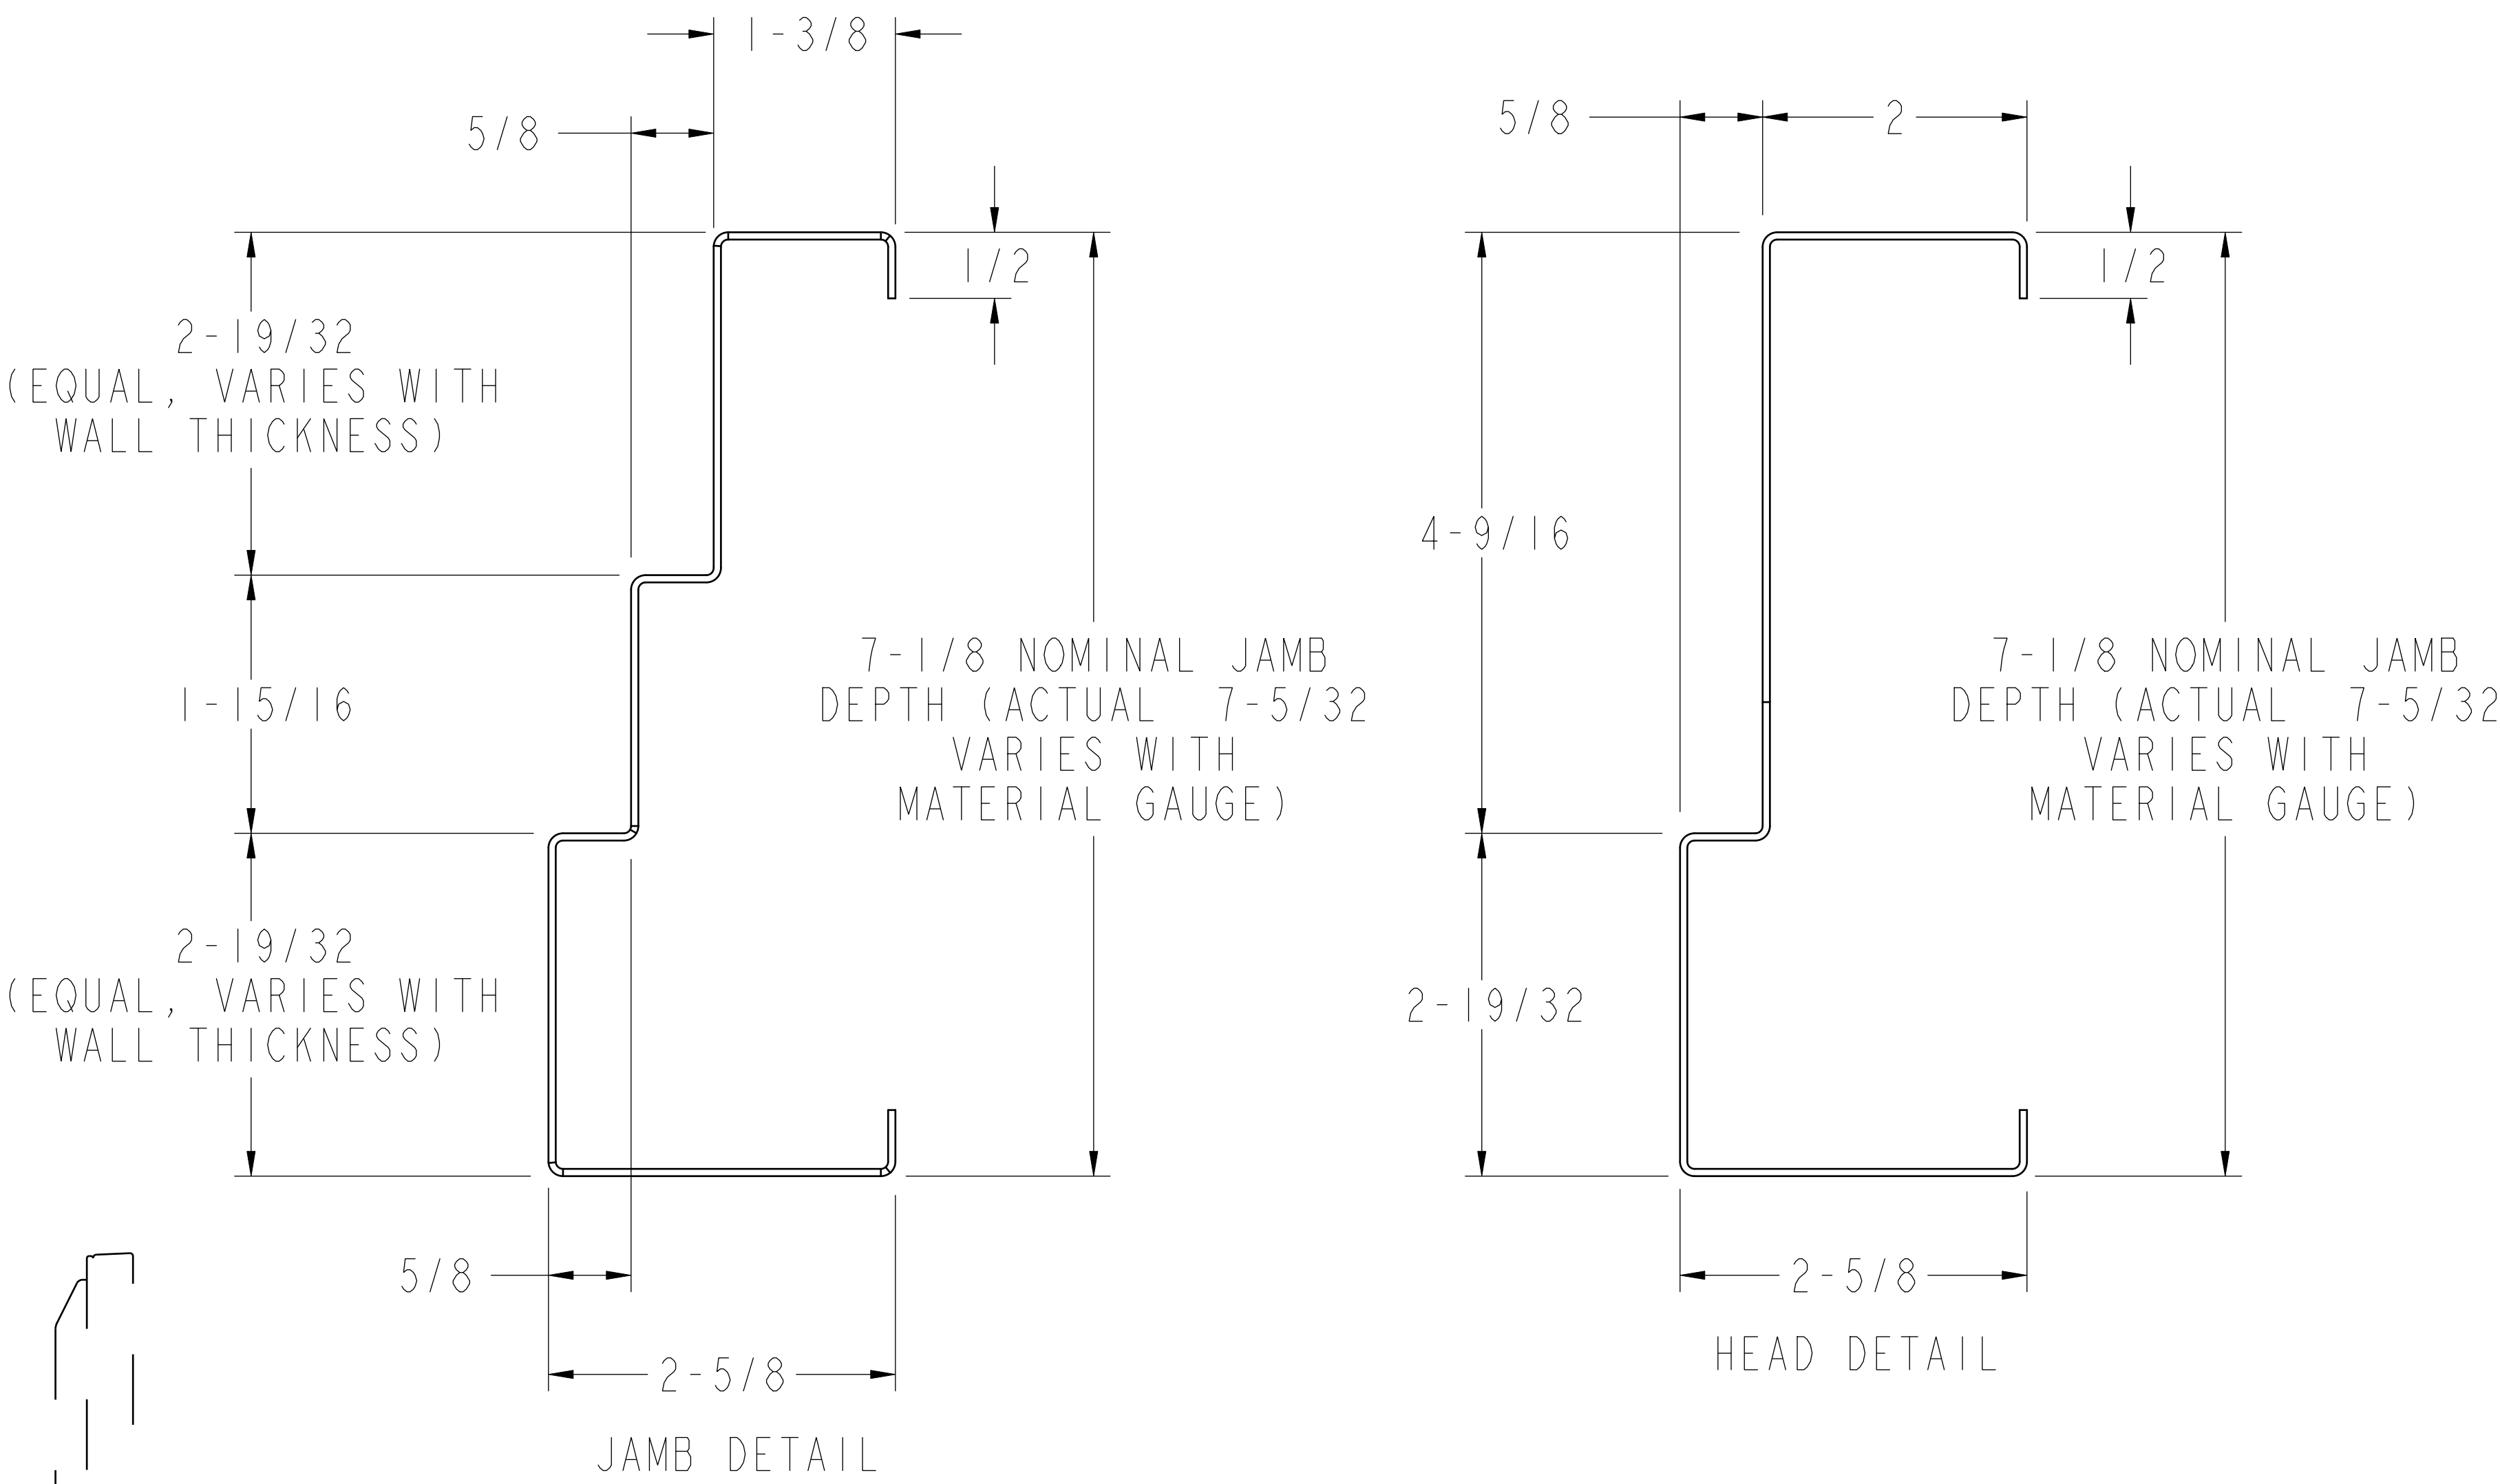 1-3/8
5/8
1/2
2-19/32
(EQUAL, VARIES WITH
WALL THICKNESS)
7-1/8 NOMINAL JAMB
DEPTH (ACTUAL 7-5/32
VARIES WITH
MATERIAL GAUGE)
1-15/16
2-19/32
(EQUAL, VARIES WITH
WALL THICKNESS)
5/8
2-5/8
JAMB DETAIL
5/8
2
1/2
4-9/16
7-1/8 NOMINAL JAMB
DEPTH (ACTUAL 7-5/32
VARIES WITH
MATERIAL GAUGE)
2-19/32
2-5/8
HEAD DETAIL